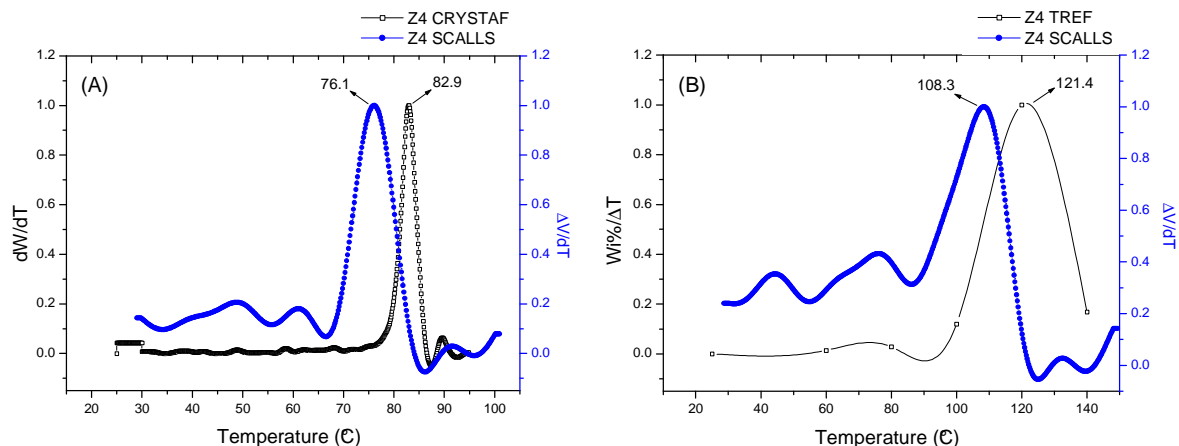 Z4 CRYSTAF
Z4 SCALLS
(A)
76.1
82.9
1.2
1.0
0.8
0.6
0.4
0.2
0.0
dW/dT
1.2
1.0
0.8
0.6
0.4
0.2
0.0
ΔV/dT
20 30 40 50 60 70 80 90 100
Temperature (℃)
Z4 TREF
Z4 SCALLS
(B)
108.3
121.4
1.2
1.0
0.8
0.6
0.4
0.2
0.0
Wi%/ΔT
1.2
1.0
0.8
0.6
0.4
0.2
0.0
ΔV/dT
20 40 60 80 100 120 140
Temperature (℃)